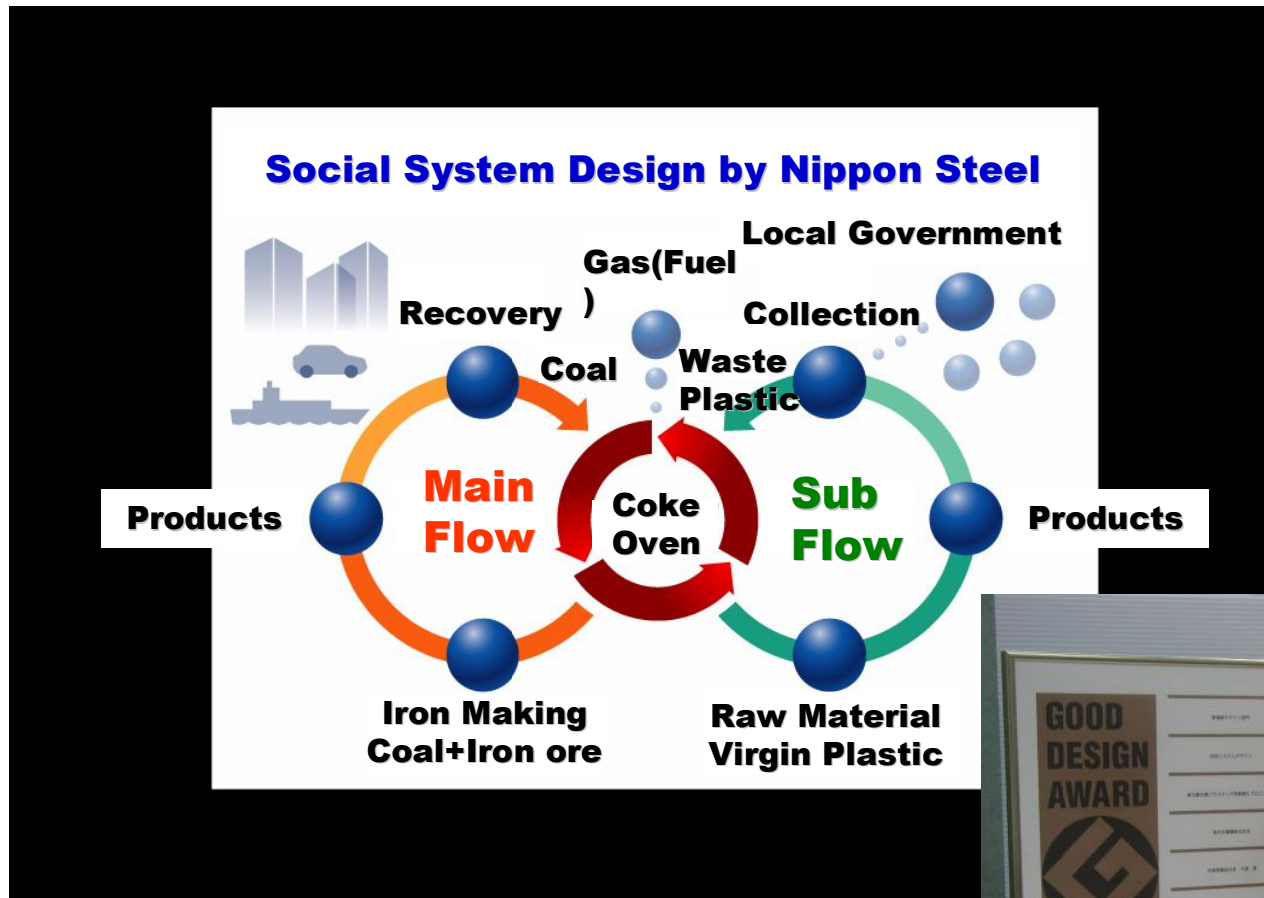 Social System Design by Nippon Steel
Local Government
Gas(Fuel
)
Recovery
Collection
Coal
Waste
Plastic
Main
Flow
Sub
Flow
Coke
Oven
Products
Products
Iron Making
Coal+Iron ore
Raw Material
Virgin Plastic
GOOD
DESIGN
AWARD